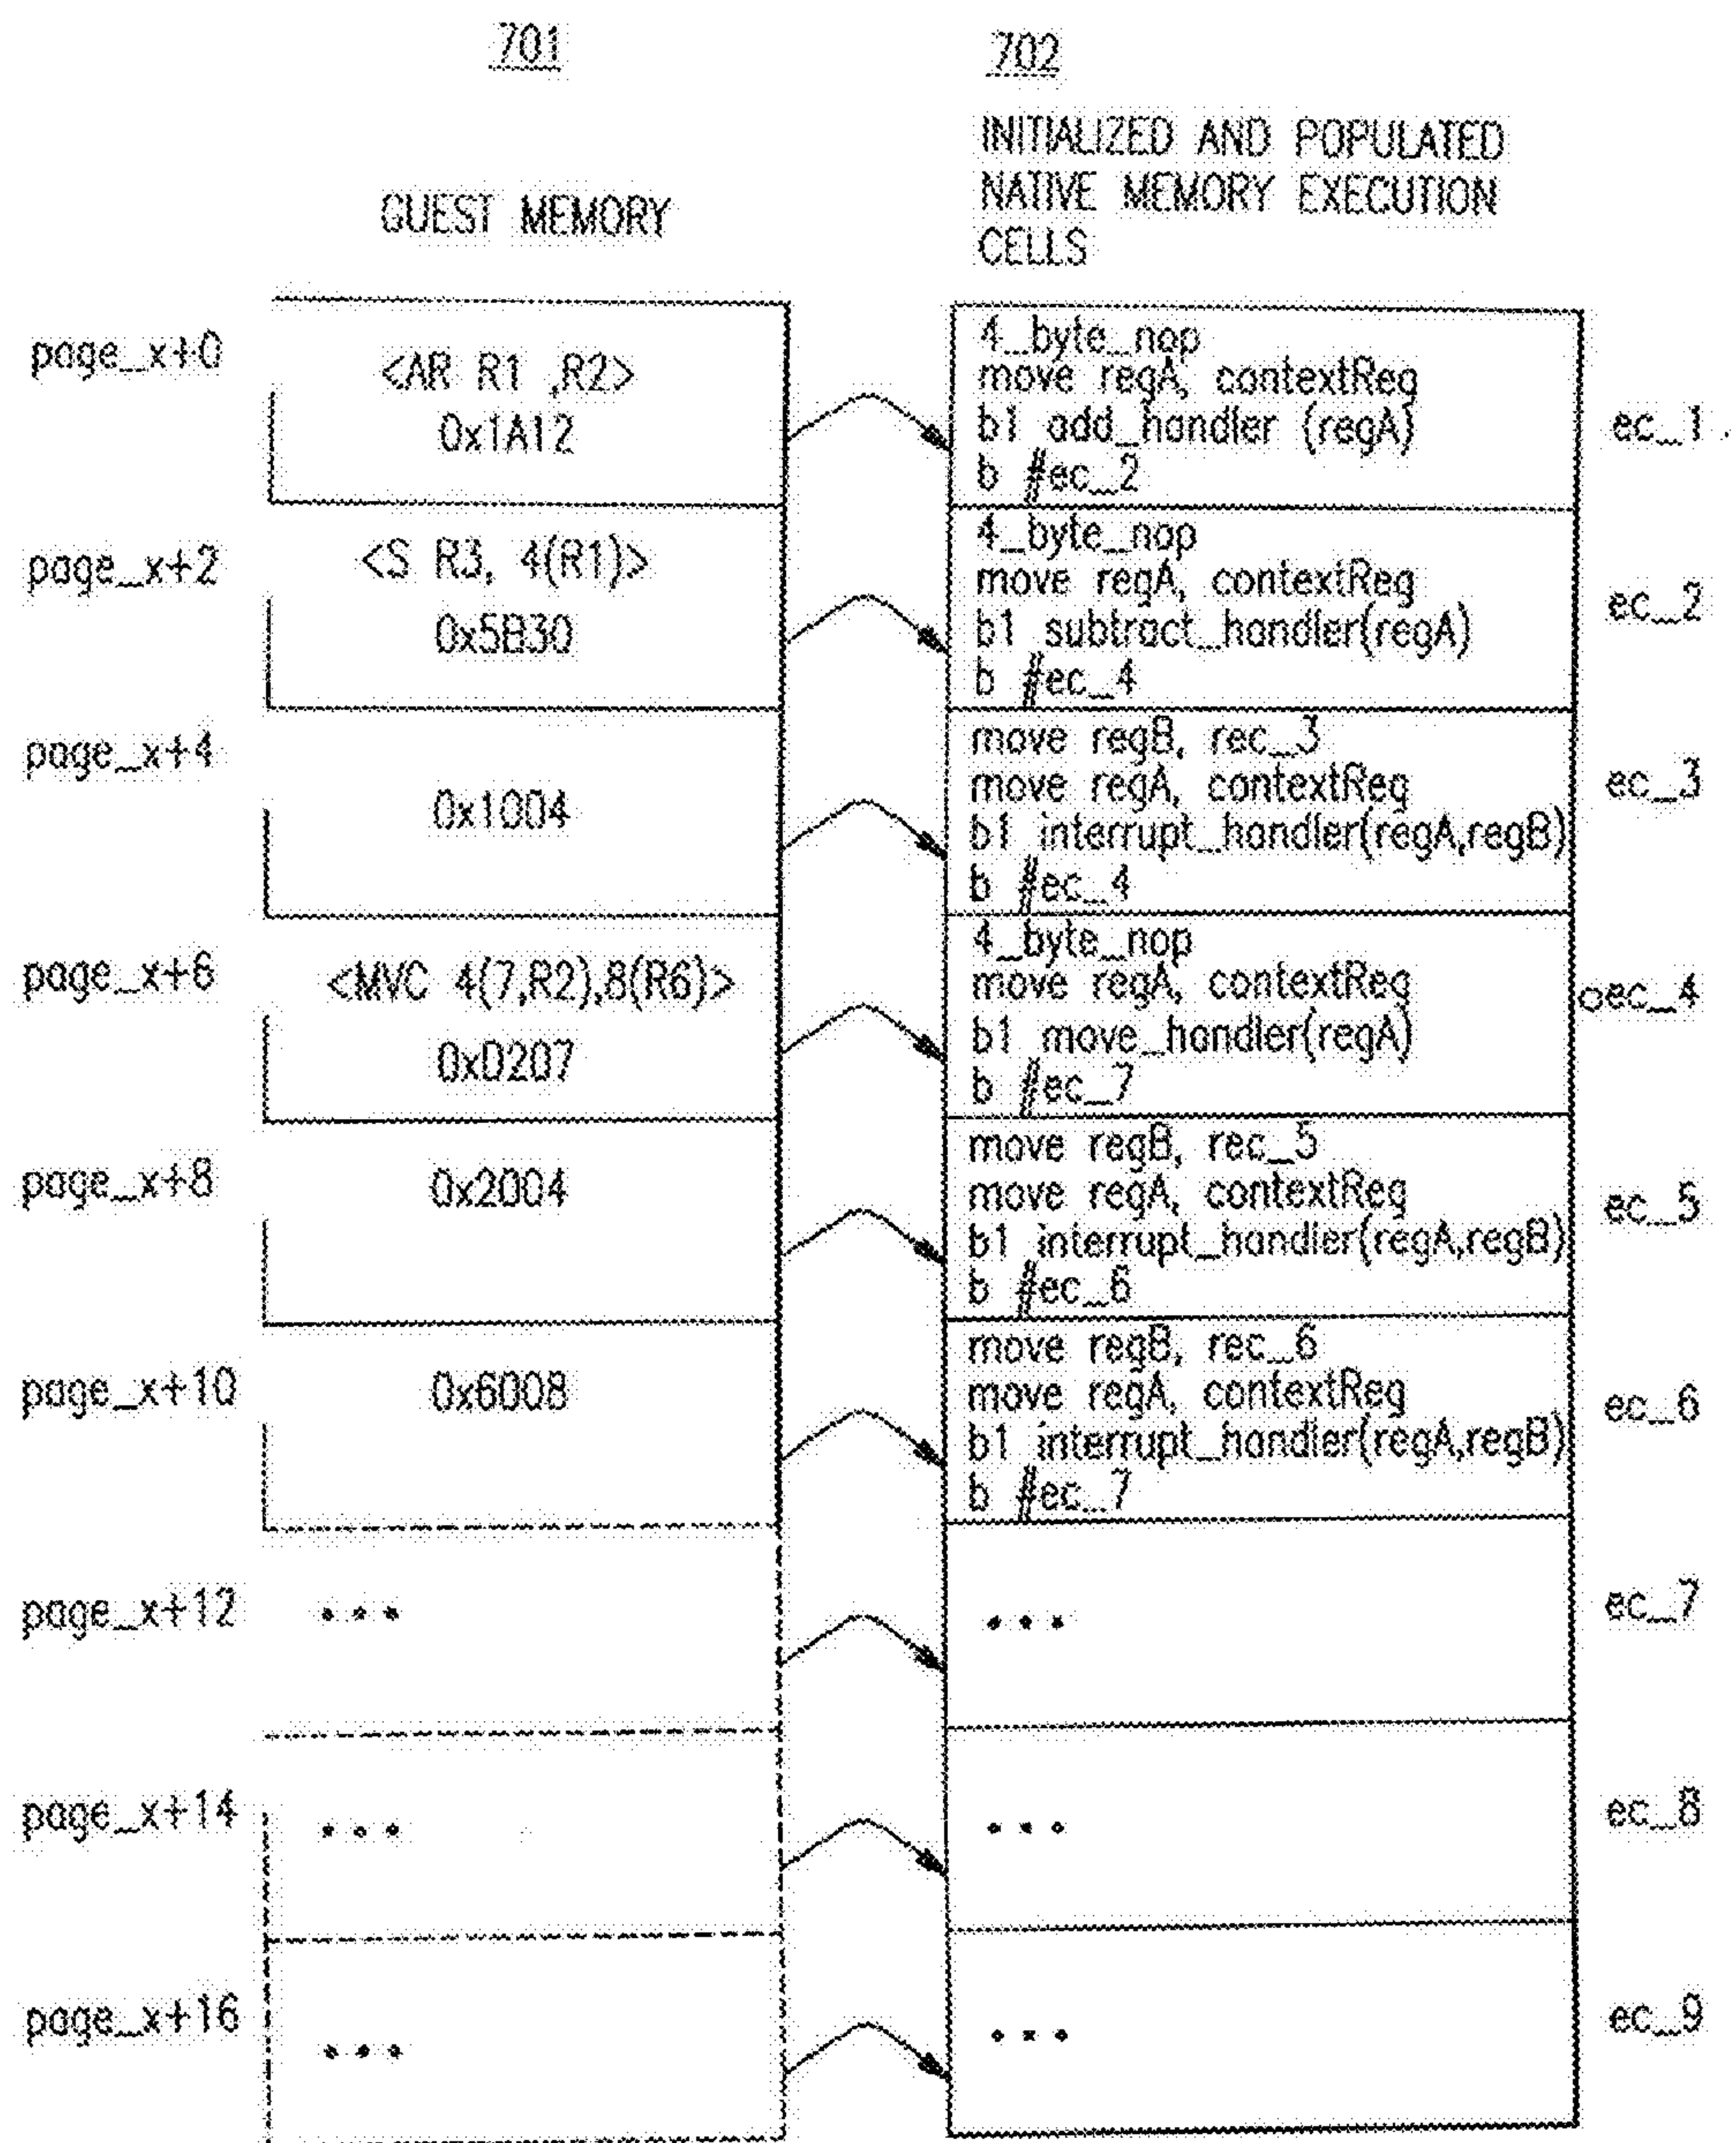 701
702
GUEST MEMORY
INITIALIZED AND POPULATED
NATIVE MEMORY EXECUTION
CELLS
page_x+0
<AR R1 ,R2>
0x1A12
4_byte_nop
move regA, contextReg
b1 add_handler (regA)
b #ec_2
ec_1
page_x+2
<S R3, 4(R1)>
0x5B30
4_byte_nop
move regA, contextReg
b1 subtract_handler(regA)
b #ec_4
ec_2
page_x+4
0x1004
move regB, rec_3
move regA, contextReg
b1 interrupt_handler(regA,regB)
b #ec_4
ec_3
page_x+6
<MVC 4(7,R2),8(R6)>
0xD207
4_byte_nop
move regA, contextReg
b1 move_handler(regA)
b #ec_7
ec_4
page_x+8
0x2004
move regB, rec_5
move regA, contextReg
b1 interrupt_handler(regA,regB)
b #ec_6
ec_5
page_x+10
0x6008
move regB, rec_6
move regA, contextReg
b1 interrupt_handler(regA,regB)
b #ec_7
ec_6
page_x+12
...
...
ec_7
page_x+14
...
...
ec_8
page_x+16
...
...
ec_9